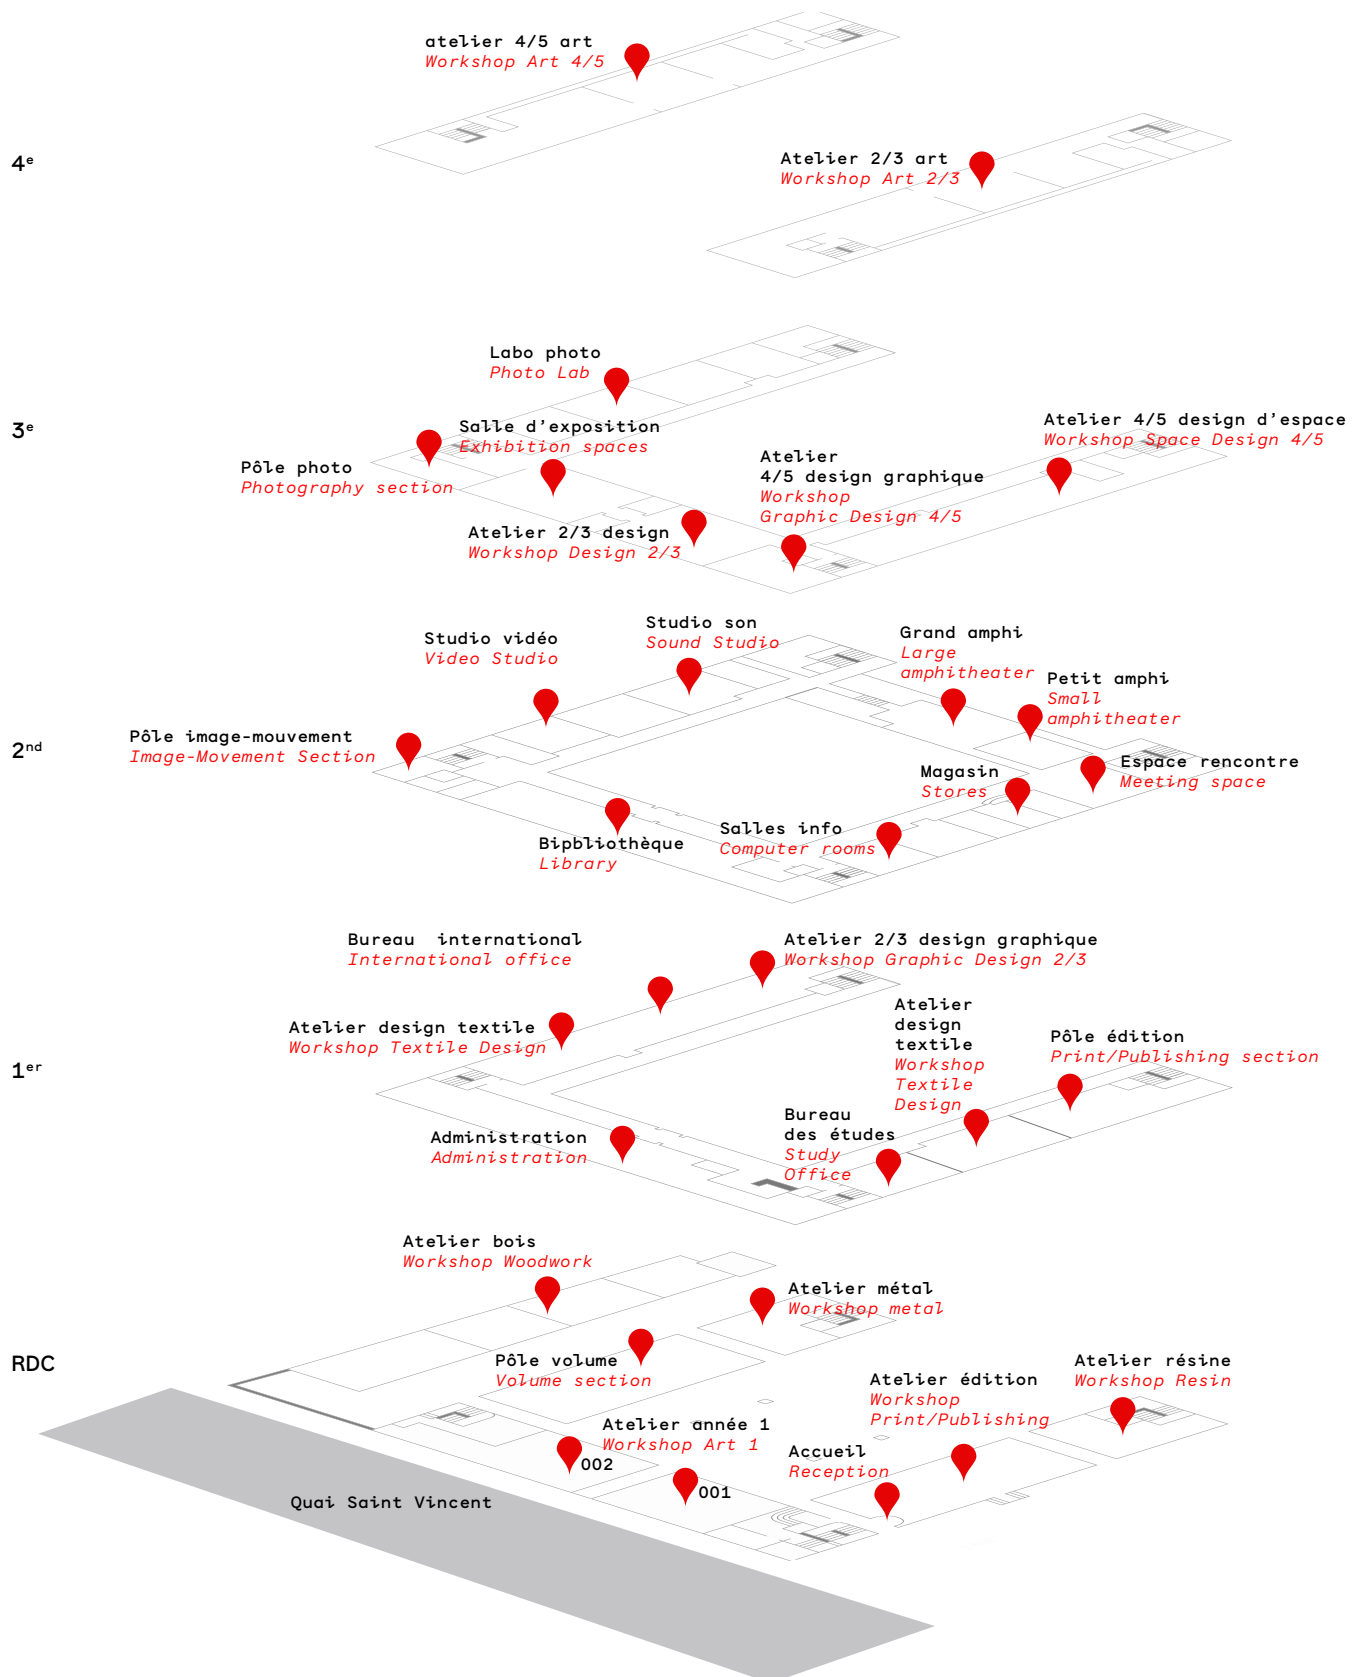 atelier 4/5 art
Workshop Art 4/5
4e
Atelier 2/3 art
Workshop Art 2/3
Labo photo
Photo Lab
3e
Salle d'exposition
Exhibition spaces
Atelier 4/5 design d'espace
Workshop Space Design 4/5
Pôle photo
Photography section
Atelier
4/5 design graphique
Workshop
Graphic Design 4/5
Atelier 2/3 design
Workshop Design 2/3
Studio vidéo
Video Studio
Studio son
Sound Studio
Grand amphi
Large
amphitheater
Petit amphi
Small
amphitheater
2nd
Pôle image-mouvement
Image-Movement Section
Espace rencontre
Meeting space
Magasin
Stores
Salles info
Computer rooms
Bipbliothèque
Library
Bureau international
International office
Atelier 2/3 design graphique
Workshop Graphic Design 2/3
Atelier design textile
Workshop Textile Design
Atelier
design
textile
Workshop
Textile
Design
Pôle édition
Print/Publishing section
1er
Administration
Administration
Bureau
des études
Study
Office
Atelier bois
Workshop Woodwork
Atelier métal
Workshop metal
RDC
Pôle volume
Volume section
Atelier résine
Workshop Resin
Atelier édition
Workshop
Print/Publishing
Atelier année 1
Workshop Art 1
002
001
Accueil
Reception
Quai Saint Vincent